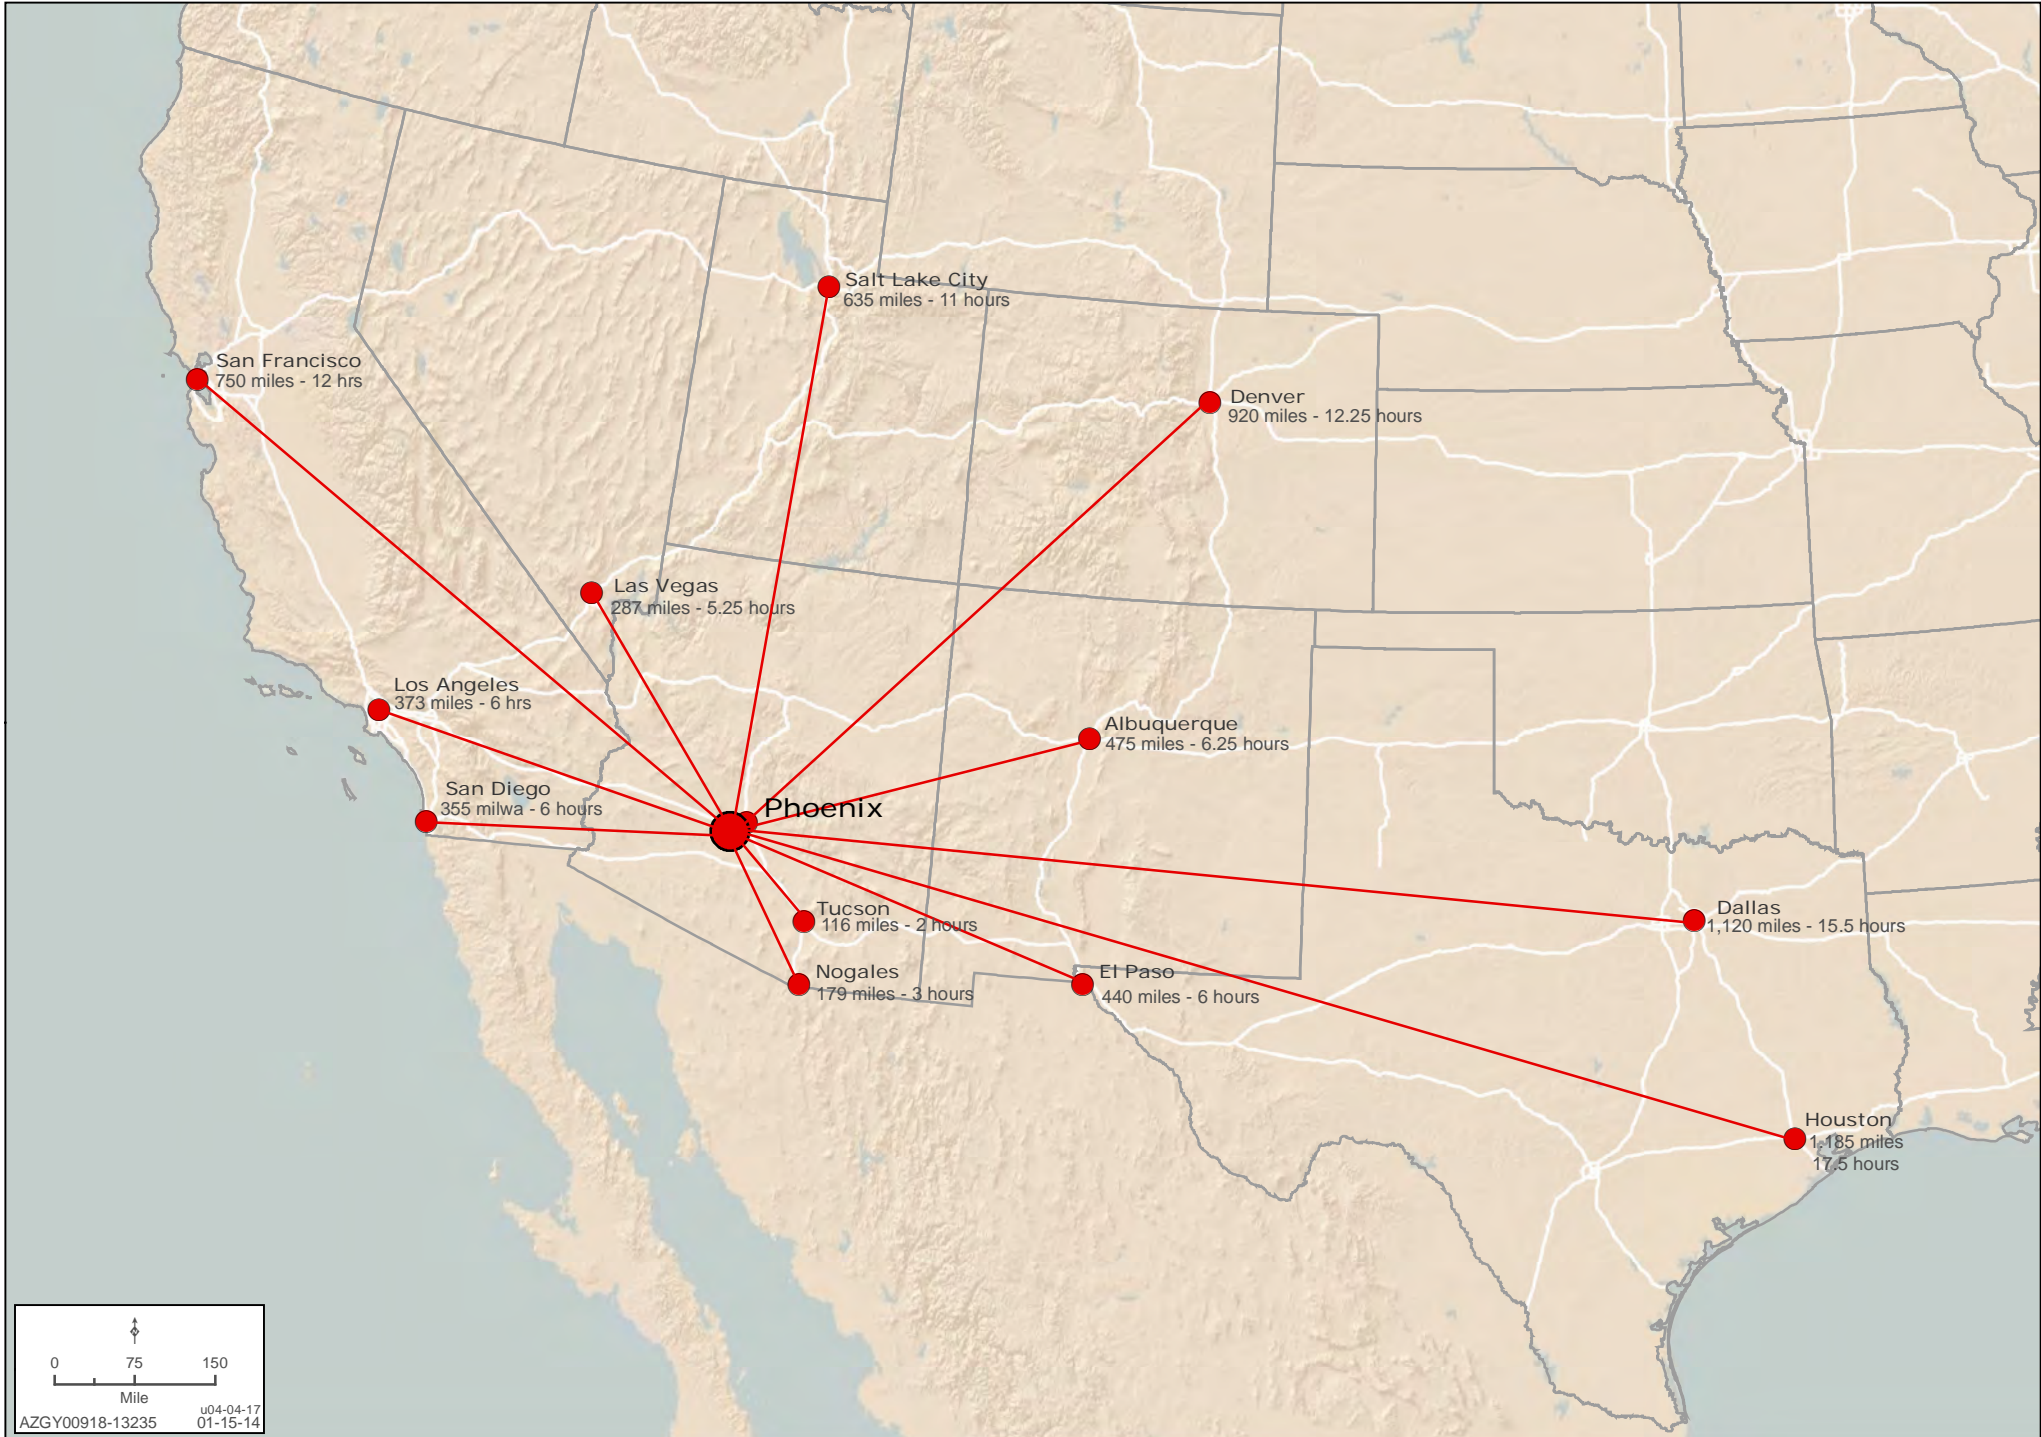 Salt Lake City
635 miles - 11 hours
San Francisco
750 miles - 12 hrs
Denver
920 miles - 12.25 hours
Las Vegas
287 miles - 5.25 hours
Los Angeles
373 miles - 6 hrs
Albuquerque
475 miles - 6.25 hours
San Diego
355 milwa - 6 hours
Phoenix
Tucson
116 miles - 2 hours
Dallas
1,120 miles - 15.5 hours
Nogales
179 miles - 3 hours
El Paso
440 miles - 6 hours
Houston
1,185 miles
17.5 hours
0 75 150
Mile
u04-04-17
AZGY00918-13235 01-15-14